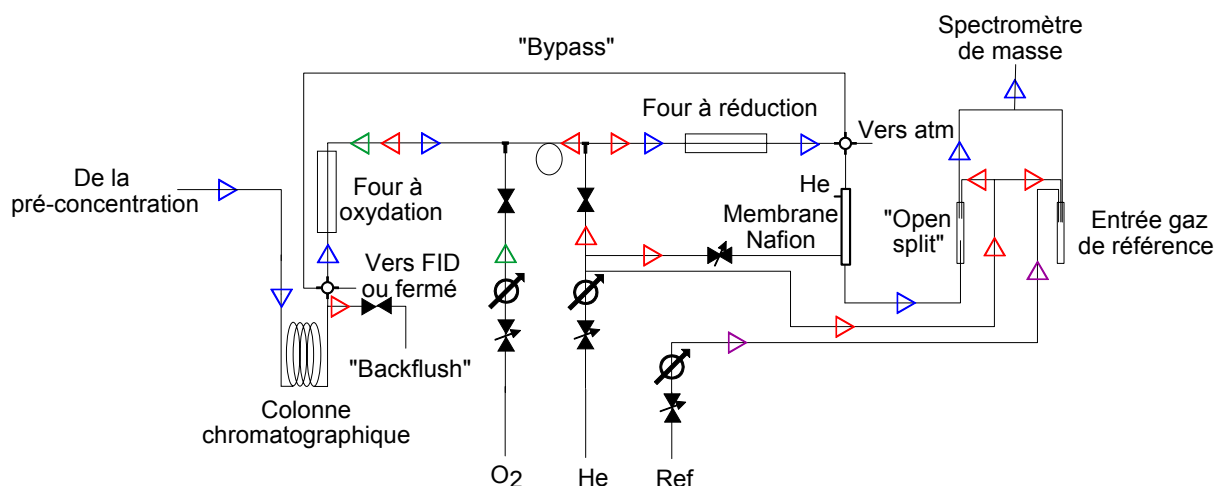 Spectromètre
de masse
"Bypass"
Four à réduction
Vers atm
De la
pré-concentration
Four à
oxydation
He
Membrane
Nafion
"Open
split"
Entrée gaz
de référence
Vers FID
ou fermé
"Backflush"
Colonne
chromatographique
O2
He
Ref